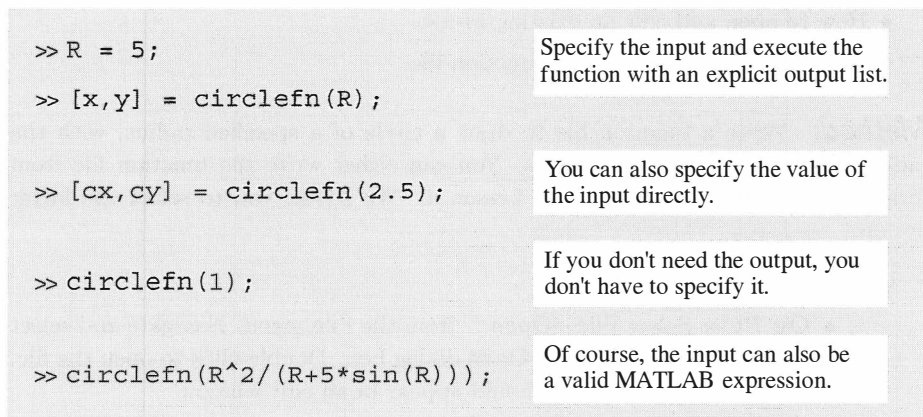 >> R = 5;
Specify the input and execute the
function with an explicit output list.
>> [x,y] = circlefn(R);
>> [cx,cy] = circlefn(2.5);
You can also specify the value of
the input directly.
>> circlefn(1);
If you don't need the output, you
don't have to specify it.
>> circlefn(R^2/(R+5*sin(R)));
Of course, the input can also be
a valid MATLAB expression.